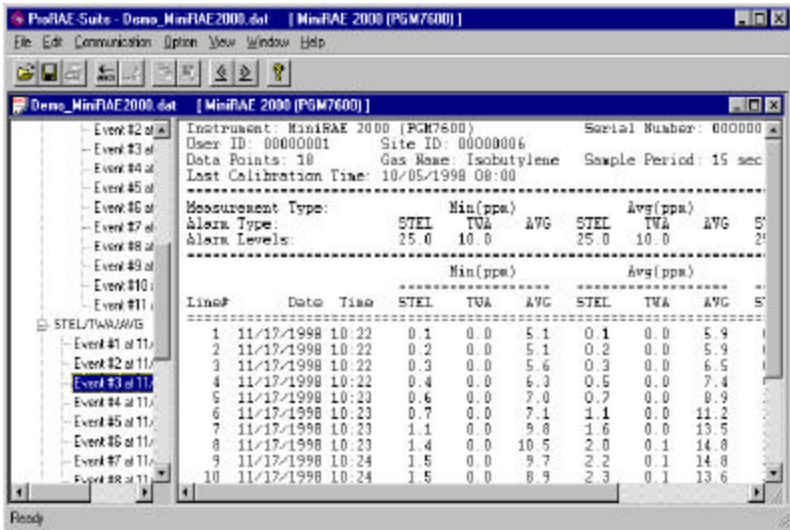 ProRAE-Suite - Demo_MiniRAE2000.dat [ MiniRAE 2000 (PGM7600) ]
File Edit Communication Option View Window Help
Demo_MiniRAE2000.dat [ MiniRAE 2000 (PGM7600) ]
Event #2 at
Event #3 at
Event #4 at
Event #5 at
Event #6 at
Event #7 at
Event #8 at
Event #9 at
Event #10
Event #11
STEL/TWA/AVG
Event #1 at 11/
Event #2 at 11/
Event #3 at 11/
Event #4 at 11/
Event #5 at 11/
Event #6 at 11/
Event #7 at 11/
Event #8 at 11/
Instrument: MiniRAE 2000 (PGM7600) Serial Number: 000000
User ID: 00000001 Site ID: 00000006
Data Points: 18 Gas Name: Isobutylene Sample Period: 15 sec
Last Calibration Time: 10/05/1998 08:00
Measurement Type: Min(ppm) Avg(ppm)
Alarm Type: STEL TWA AVG STEL TWA AVG S
Alarm Levels: 25.0 10.0 25.0 10.0 2
Min(ppm) Avg(ppm)
Line# Date Time STEL TWA AVG STEL TWA AVG S
1 11/17/1998 10:22 0.1 0.0 5.1 0.1 0.0 5.9
2 11/17/1998 10:22 0.2 0.0 5.1 0.2 0.0 5.9
3 11/17/1998 10:22 0.3 0.0 5.6 0.3 0.0 6.5
4 11/17/1998 10:22 0.4 0.0 6.3 0.5 0.0 7.4
5 11/17/1998 10:23 0.6 0.0 7.0 0.7 0.0 8.9
6 11/17/1998 10:23 0.7 0.0 7.1 1.1 0.0 11.2
7 11/17/1998 10:23 1.1 0.0 9.8 1.6 0.0 13.5
8 11/17/1998 10:23 1.4 0.0 10.5 2.0 0.1 14.8
9 11/17/1998 10:24 1.5 0.0 9.7 2.2 0.1 14.8
10 11/17/1998 10:24 1.5 0.0 8.9 2.3 0.1 13.6
Ready